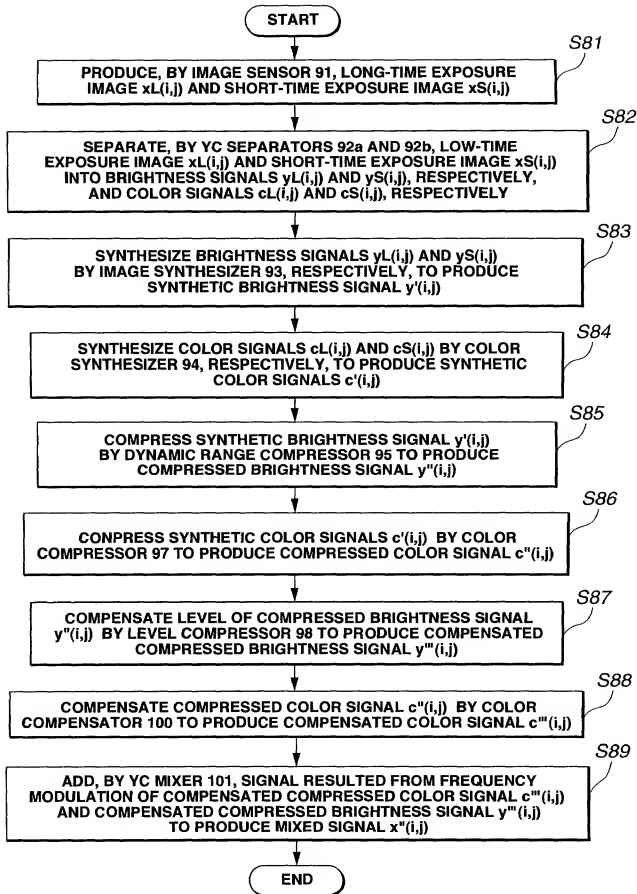 START
S81
PRODUCE, BY IMAGE SENSOR 91, LONG-TIME EXPOSURE
IMAGE xL(i,j) AND SHORT-TIME EXPOSURE IMAGE xS(i,j)
S82
SEPARATE, BY YC SEPARATORS 92a AND 92b, LOW-TIME
EXPOSURE IMAGE xL(i,j) AND SHORT-TIME EXPOSURE IMAGE xS(i,j)
INTO BRIGHTNESS SIGNALS yL(i,j) AND yS(i,j), RESPECTIVELY,
AND COLOR SIGNALS cL(i,j) AND cS(i,j), RESPECTIVELY
S83
SYNTHESIZE BRIGHTNESS SIGNALS yL(i,j) AND yS(i,j)
BY IMAGE SYNTHESIZER 93, RESPECTIVELY, TO PRODUCE
SYNTHETIC BRIGHTNESS SIGNAL y'(i,j)
S84
SYNTHESIZE COLOR SIGNALS cL(i,j) AND cS(i,j) BY COLOR
SYNTHESIZER 94, RESPECTIVELY, TO PRODUCE SYNTHETIC
COLOR SIGNALS c'(i,j)
S85
COMPRESS SYNTHETIC BRIGHTNESS SIGNAL y'(i,j)
BY DYNAMIC RANGE COMPRESSOR 95 TO PRODUCE
COMPRESSED BRIGHTNESS SIGNAL y"(i,j)
S86
CONPRESS SYNTHETIC COLOR SIGNALS c'(i,j) BY COLOR
COMPRESSOR 97 TO PRODUCE COMPRESSED COLOR SIGNAL c"(i,j)
S87
COMPENSATE LEVEL OF COMPRESSED BRIGHTNESS SIGNAL
y"(i,j) BY LEVEL COMPRESSOR 98 TO PRODUCE COMPENSATED
COMPRESSED BRIGHTNESS SIGNAL y"'(i,j)
S88
COMPENSATE COMPRESSED COLOR SIGNAL c"(i,j) BY COLOR
COMPENSATOR 100 TO PRODUCE COMPENSATED COLOR SIGNAL c"'(i,j)
S89
ADD, BY YC MIXER 101, SIGNAL RESULTED FROM FREQUENCY
MODULATION OF COMPENSATED COMPRESSED COLOR SIGNAL c"'(i,j)
AND COMPENSATED COMPRESSED BRIGHTNESS SIGNAL y"'(i,j)
TO PRODUCE MIXED SIGNAL x"(i,j)
END